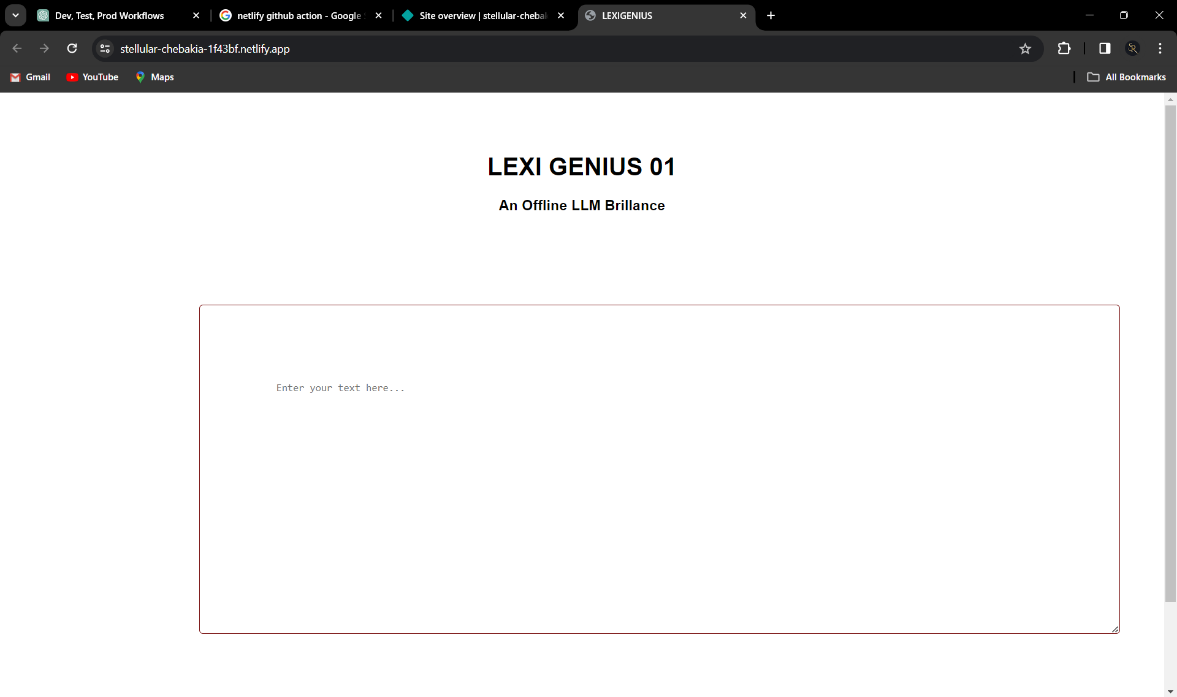 Dev, Test, Prod Workflows
netlify github action - Google
Site overview | stellular-chebak
LEXIGENIUS
stellular-chebakia-1f43bf.netlify.app
Gmail
YouTube
Maps
All Bookmarks
LEXI GENIUS 01
An Offline LLM Brillance
Enter your text here...